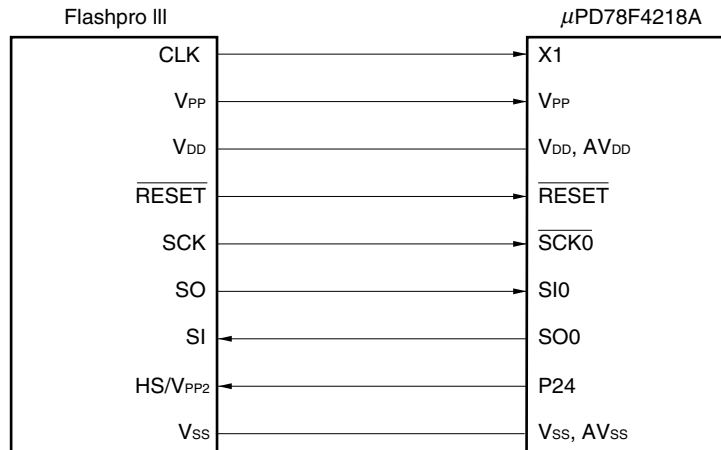 Flashpro III μPD78F4218A
CLK X1
VPP VPP
VDD VDD, AVDD
RESET RESET
SCK SCK0
SO SI0
SI SO0
HS/VPP2 P24
VSS VSS, AVSS